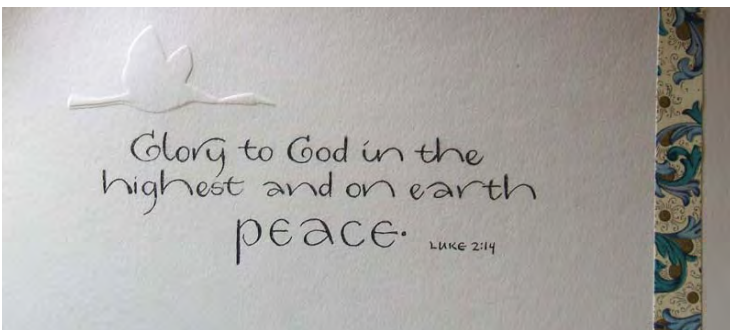 Glory to God in the
highest and on earth
peace.
LUKE 2:14